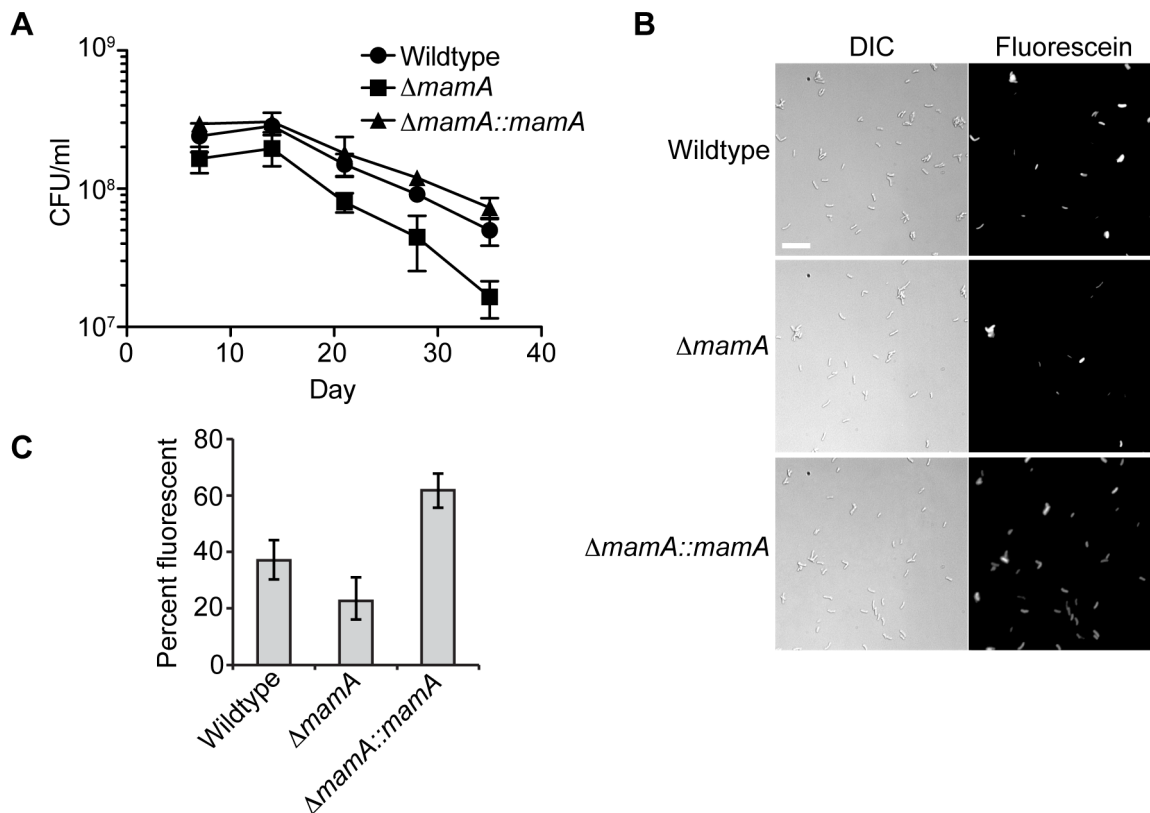 A
10⁹
10⁸
10⁷
CFU/ml
0
10
20
30
40
Day
Wildtype
ΔmamA
ΔmamA::mamA
B
DIC
Fluorescein
Wildtype
ΔmamA
ΔmamA::mamA
C
80
60
40
20
0
Percent fluorescent
Wildtype
ΔmamA
ΔmamA::mamA